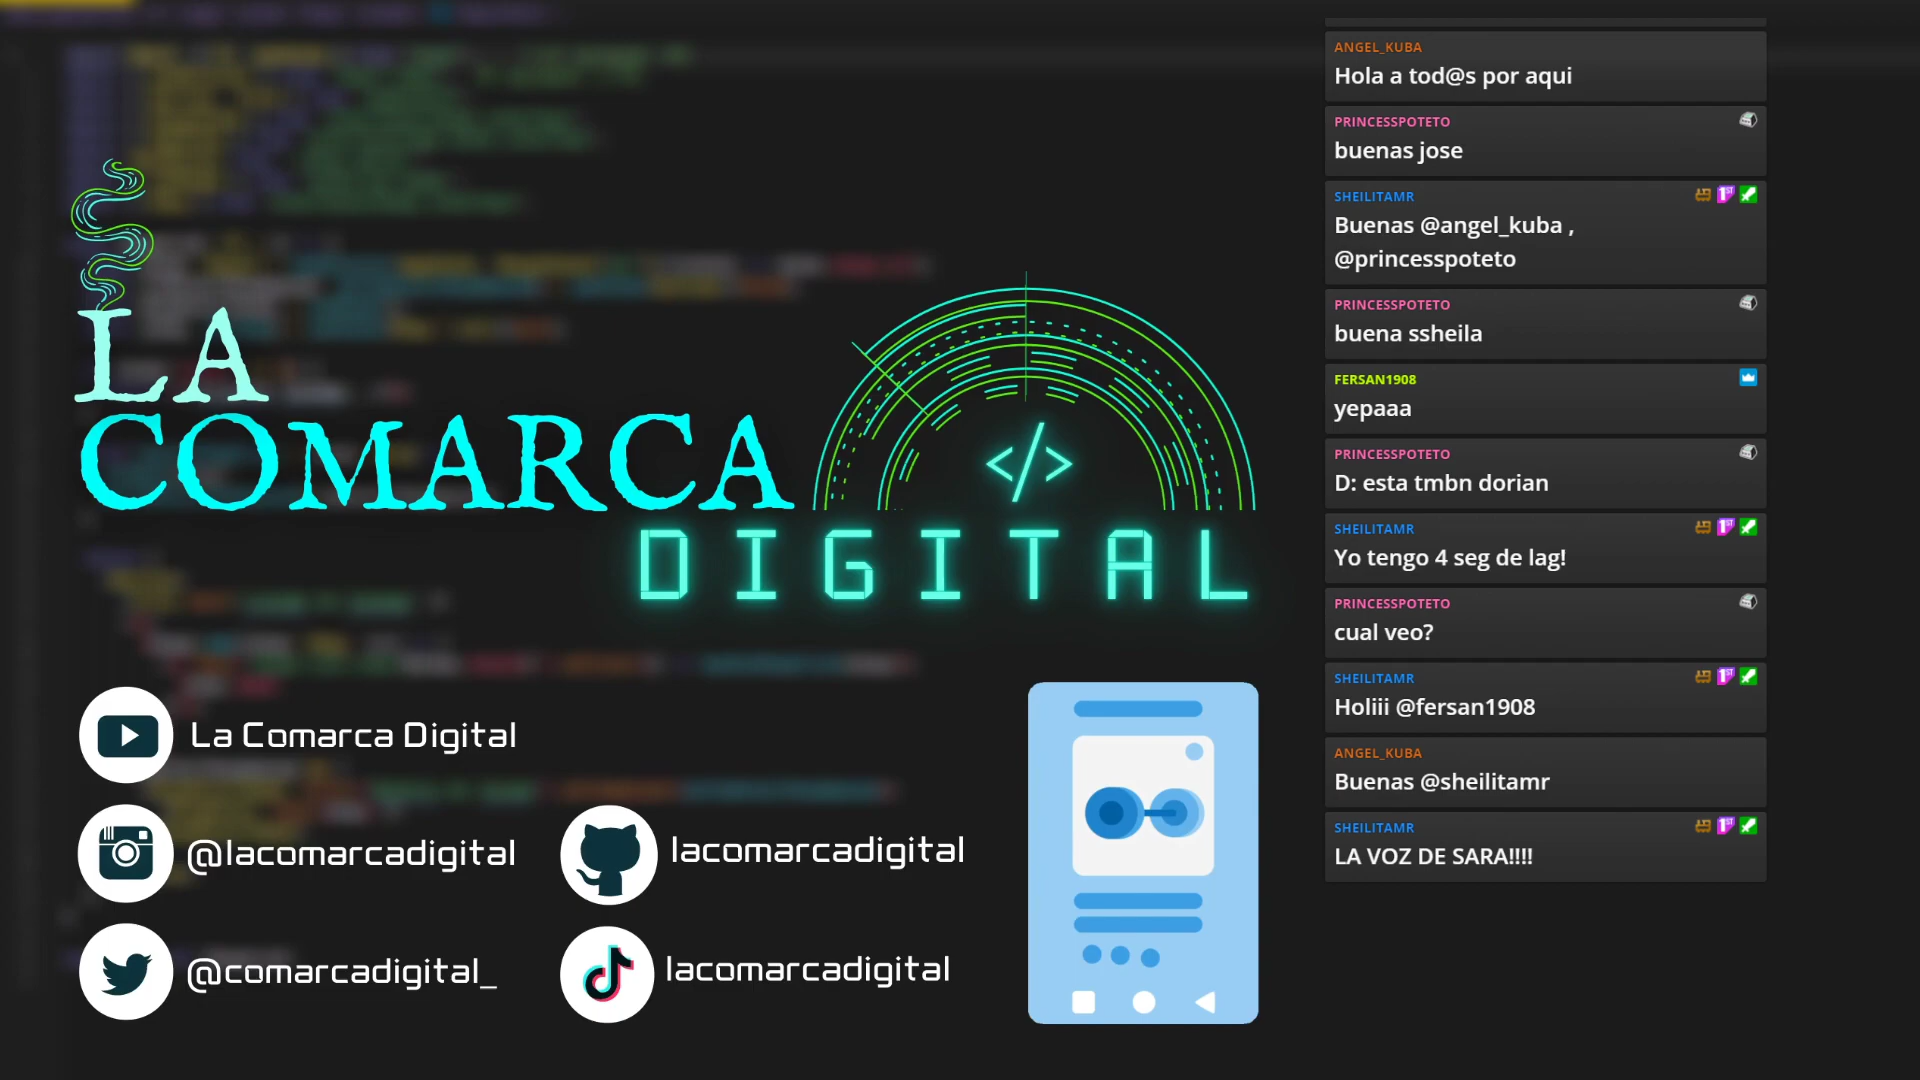 LA
COMARCA
</>
DIGITAL
La Comarca Digital
@lacomarcadigital
lacomarcadigital
@comarcadigital_
lacomarcadigital
ANGEL_KUBA
Hola a tod@s por aqui
PRINCESSPOTETO
buenas jose
SHEILITAMR
Buenas @angel_kuba ,
@princesspoteto
PRINCESSPOTETO
buena ssheila
FERSAN1908
yepaaa
PRINCESSPOTETO
D: esta tmbn dorian
SHEILITAMR
Yo tengo 4 seg de lag!
PRINCESSPOTETO
cual veo?
SHEILITAMR
Holiii @fersan1908
ANGEL_KUBA
Buenas @sheilitamr
SHEILITAMR
LA VOZ DE SARA!!!!